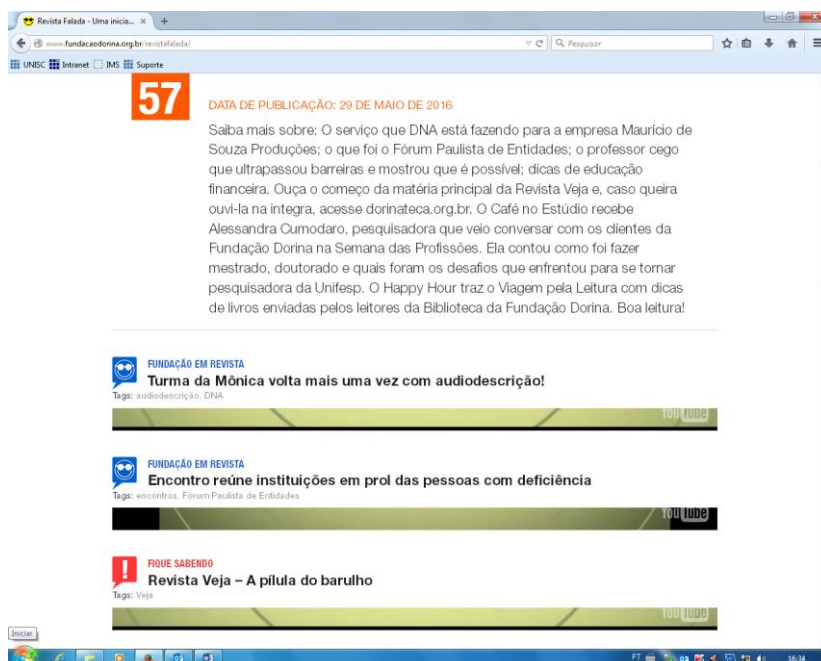 Revista Falada - Uma inicia...
www.fundacaodorina.org.br/revistafalada/
Pesquisar
UNISC Intranet IMS Suporte
57
DATA DE PUBLICAÇÃO: 29 DE MAIO DE 2016
Saiba mais sobre: O serviço que DNA está fazendo para a empresa Maurício de
Souza Produções; o que foi o Fórum Paulista de Entidades; o professor cego
que ultrapassou barreiras e mostrou que é possível; dicas de educação
financeira. Ouça o começo da matéria principal da Revista Veja e, caso queira
ouvi-la na integra, acesse dorinateca.org.br. O Café no Estúdio recebe
Alessandra Cumodaro, pesquisadora que veio conversar com os clientes da
Fundação Dorina na Semana das Profissões. Ela contou como foi fazer
mestrado, doutorado e quais foram os desafios que enfrentou para se tornar
pesquisadora da Unifesp. O Happy Hour traz o Viagem pela Leitura com dicas
de livros enviadas pelos leitores da Biblioteca da Fundação Dorina. Boa leitura!
FUNDAÇÃO EM REVISTA
Turma da Mônica volta mais uma vez com audiodescrição!
Tags: audiodescrição, DNA
YouTube
FUNDAÇÃO EM REVISTA
Encontro reúne instituições em prol das pessoas com deficiência
Tags: encontros, Fórum Paulista de Entidades
YouTube
FIQUE SABENDO
Revista Veja – A pílula do barulho
Tags: Veja
YouTube
Iniciar
PT 16:34